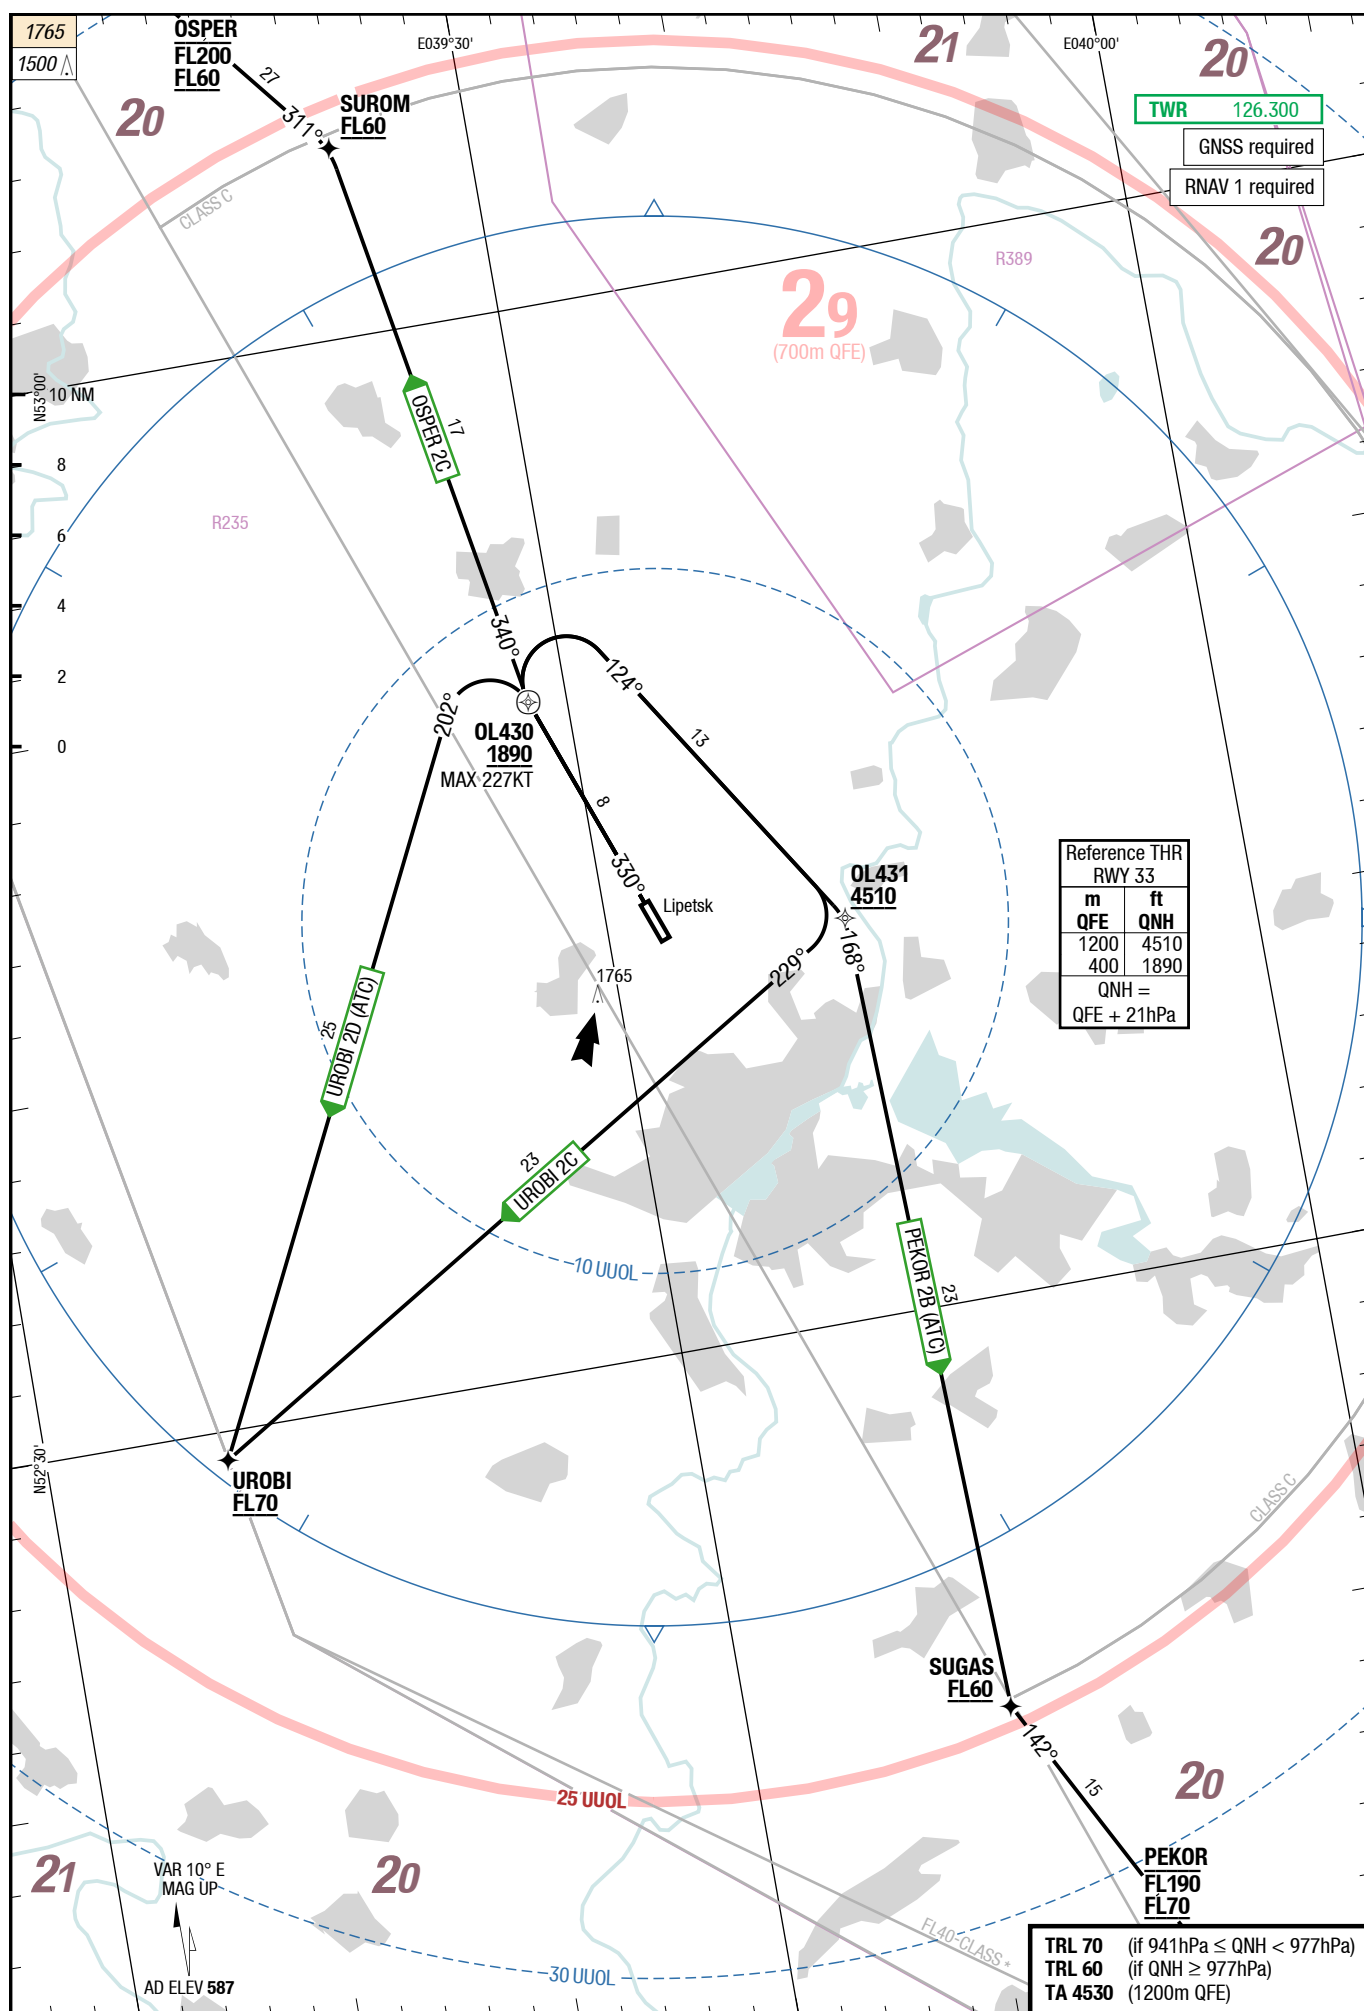 1765
1500
OSPER
FL200
FL60
27
311°
SUROM
FL60
E039°30'
E040°00'
20
21
20
TWR 126.300
GNSS required
RNAV 1 required
CLASS C
20
R389
29
(700m QFE)
N53°00'
10 NM
8
6
4
2
0
OSPER 2C
17
R235
340°
124°
13
202°
OL430
1890
MAX 227KT
8
330°
Lipetsk
OL431
4510
168°
229°
Reference THR
RWY 33
m ft
QFE QNH
1200 4510
400 1890
QNH =
QFE + 21hPa
1765
25
UROBI 2D (ATC)
23
UROBI 2C
PEKOR 2B (ATC)
23
10 UUOL
N52°30'
UROBI
FL70
CLASS C
SUGAS
FL60
142°
15
25 UUOL
20
PEKOR
FL190
FL70
21
20
VAR 10° E
MAG UP
AD ELEV 587
FL40-CLASS *
30 UUOL
TRL 70 (if 941hPa ≤ QNH < 977hPa)
TRL 60 (if QNH ≥ 977hPa)
TA 4530 (1200m QFE)